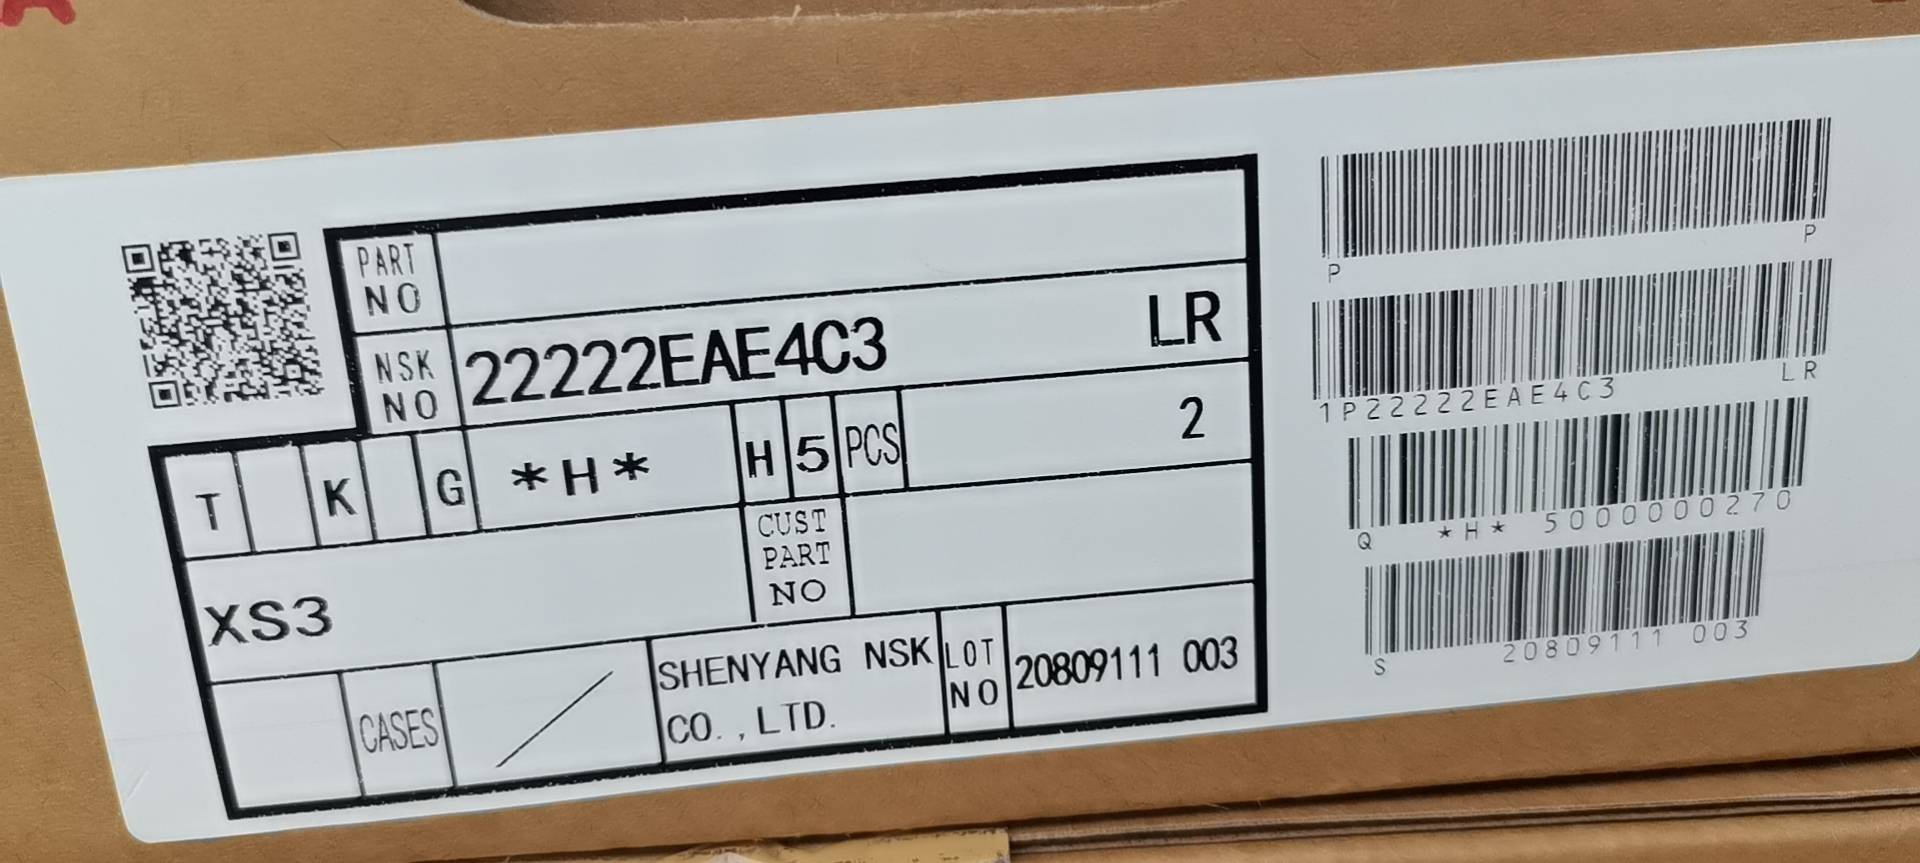 PART NO
NSK NO 22222EAE4C3 LR
T K G *H* H 5 PCS 2
XS3
CUST PART NO
CASES / SHENYANG NSK CO.,LTD. LOT NO 20809111 003
P P
1P22222EAE4C3 LR
Q *H* 5000000270
S 20809111 003